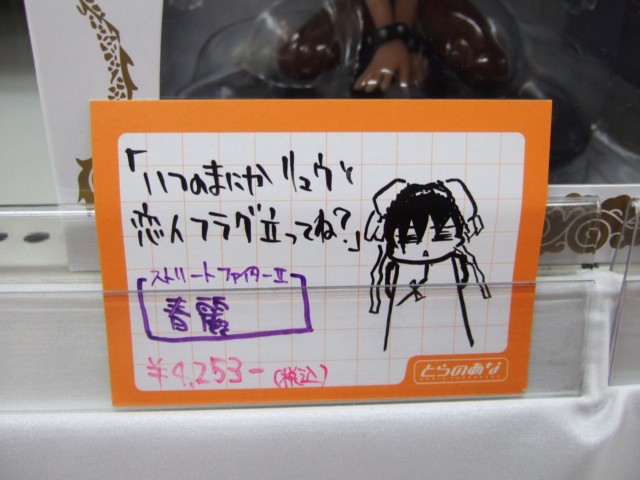 「いつのまにかリュウと
恋人フラグ立ってね?」
ストリートファイターⅡ
春麗
¥4,253-(税込)
とらのあな